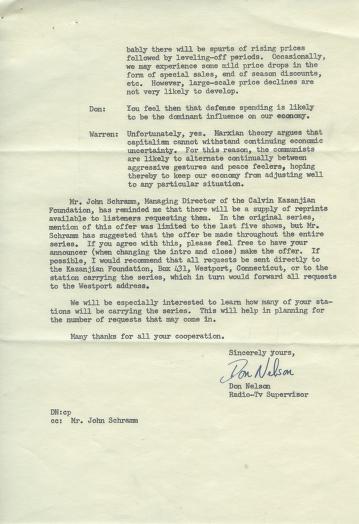 bably there will be spurts of rising prices
followed by leveling-off periods. Occasionally,
we may experience some mild price drops in the
form of special sales, end of season discounts,
etc. However, large-scale price declines are
not very likely to develop.
Don: You feel then that defense spending is likely
to be the dominant influence on our economy.
Warren: Unfortunately, yes. Marxian theory argues that
capitalism cannot withstand continuing economic
uncertainty. For this reason, the communists
are likely to alternate continually between
aggressive gestures and peace feelers, hoping
thereby to keep our economy from adjusting well
to any particular situation.
Mr. John Schramm, Managing Director of the Calvin Kazanjian
Foundation, has reminded me that there will be a supply of reprints
available to listeners requesting them. In the original series,
mention of this offer was limited to the last five shows, but Mr.
Schramm has suggested that the offer be made throughout the entire
series. If you agree with this, please feel free to have your
announcer (when changing the intro and close) make the offer. If
possible, I would recommend that all requests be sent directly to
the Kazanjian Foundation, Box 431, Westport, Connecticut, or to the
station carrying the series, which in turn would forward all requests
to the Westport address.
We will be especially interested to learn how many of your sta-
tions will be carrying the series. This will help in planning for
the number of requests that may come in.
Many thanks for all your cooperation.
Sincerely yours,
Don Nelson
Don Nelson
Radio-Tv Supervisor
DN:cp
cc: Mr. John Schramm